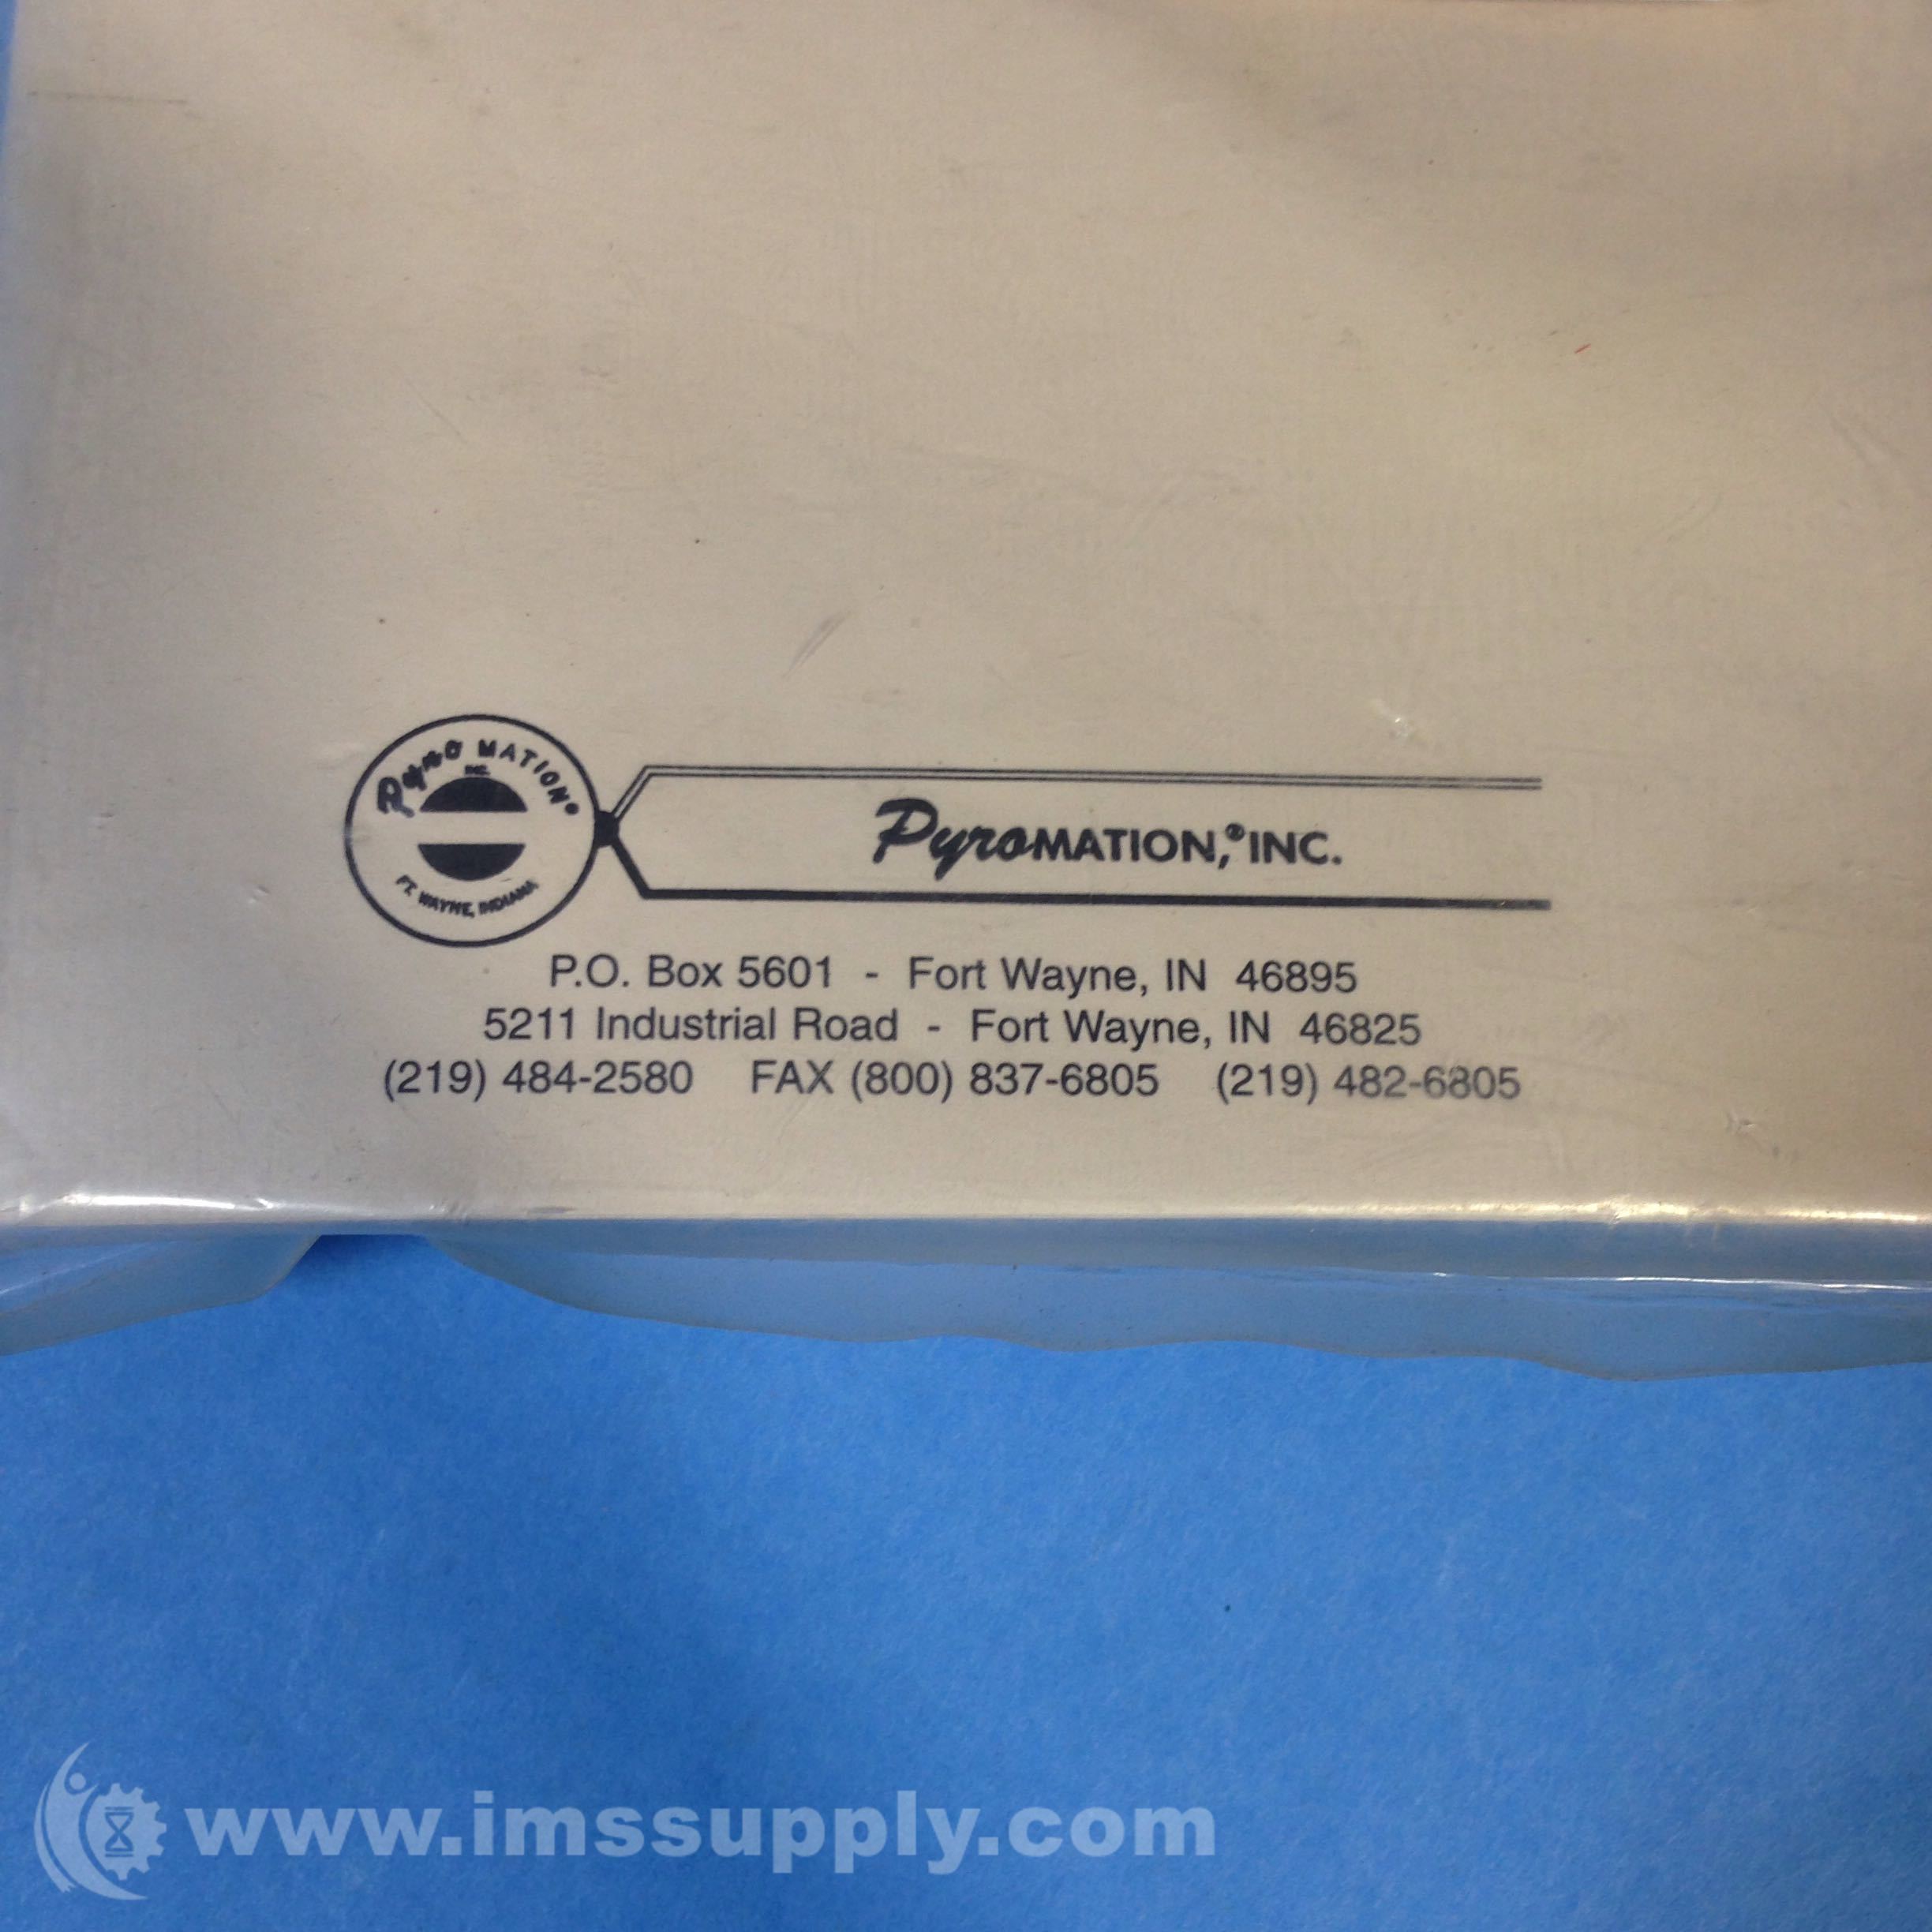 Pyro MATION®
INC.
FT. WAYNE, INDIANA
PyroMATION,® INC.
P.O. Box 5601 - Fort Wayne, IN 46895
5211 Industrial Road - Fort Wayne, IN 46825
(219) 484-2580 FAX (800) 837-6805 (219) 482-6805
www.imssupply.com